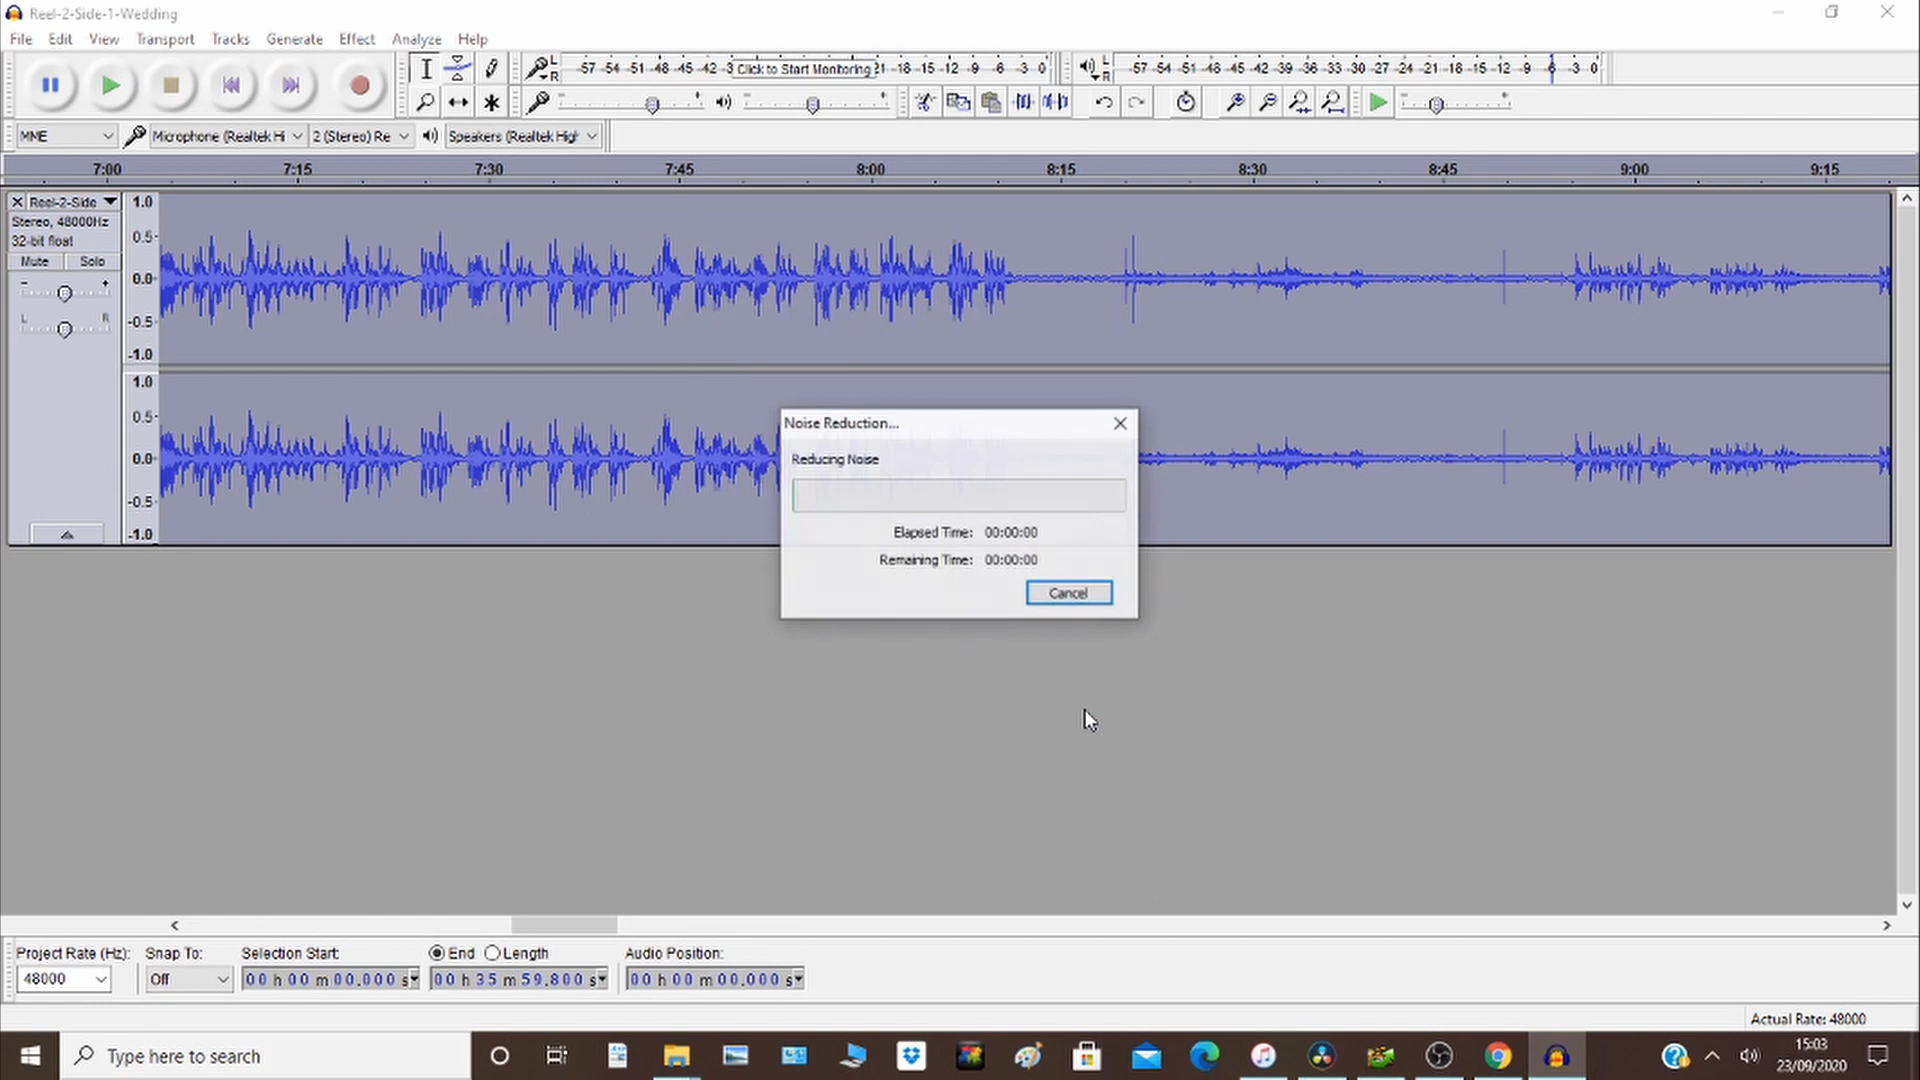 Reel-2-Side-1-Wedding
File Edit View Transport Tracks Generate Effect Analyze Help
L R -57 -54 -51 -48 -45 -42 -3 Click to Start Monitoring 21 -18 -15 -12 -9 -6 -3 0
L R -57 -54 -51 -48 -45 -42 -39 -36 -33 -30 -27 -24 -21 -18 -15 -12 -9 -6 -3 0
MME Microphone (Realtek Hi 2 (Stereo) Re Speakers (Realtek High
7:00 7:15 7:30 7:45 8:00 8:15 8:30 8:45 9:00 9:15
Reel-2-Side
Stereo, 48000Hz
32-bit float
Mute Solo
- +
L R
1.0
0.5
0.0
-0.5
-1.0
1.0
0.5
0.0
-0.5
-1.0
Noise Reduction...
Reducing Noise
Elapsed Time: 00:00:00
Remaining Time: 00:00:00
Cancel
Project Rate (Hz): Snap To: Selection Start: End Length Audio Position:
48000 Off 00 h 00 m 00.000 s 00 h 35 m 59.800 s 00 h 00 m 00.000 s
Actual Rate: 48000
Type here to search
15:03
23/09/2020